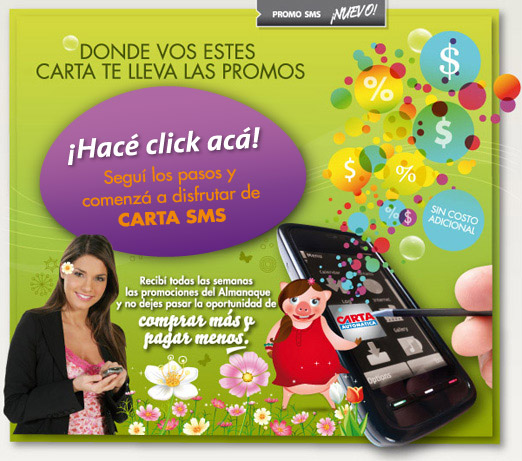 PROMO SMS ¡NUEVO!
DONDE VOS ESTES
CARTA TE LLEVA LAS PROMOS
¡Hacé click acá!
Seguí los pasos y
comenzá a disfrutar de
CARTA SMS
$
%
$
$
%
% $
SIN COSTO
ADICIONAL
Recibí todas las semanas
las promociones del Almanaque
y no dejes pasar la oportunidad de
comprar más y
pagar menos.
Menu
Calendar
Internet
CARTA
AUTOMATICA
Gallery
Options